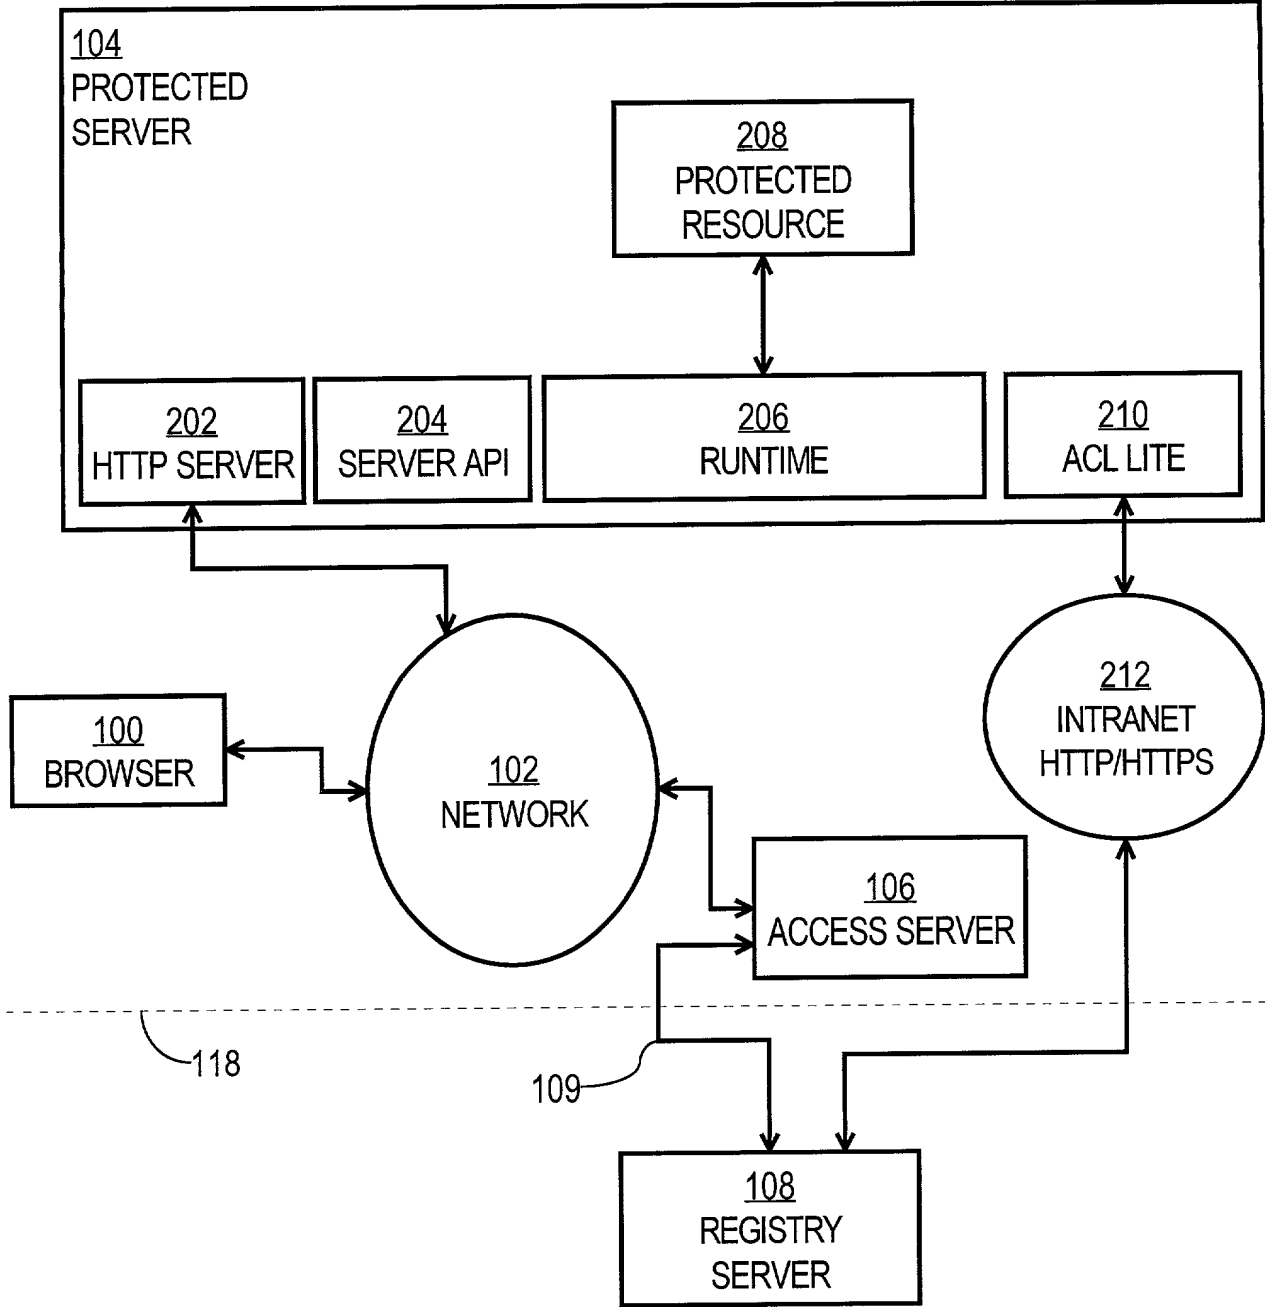 104
PROTECTED
SERVER
208
PROTECTED
RESOURCE
202
HTTP SERVER
204
SERVER API
206
RUNTIME
210
ACL LITE
100
BROWSER
102
NETWORK
212
INTRANET
HTTP/HTTPS
106
ACCESS SERVER
118
109
108
REGISTRY
SERVER